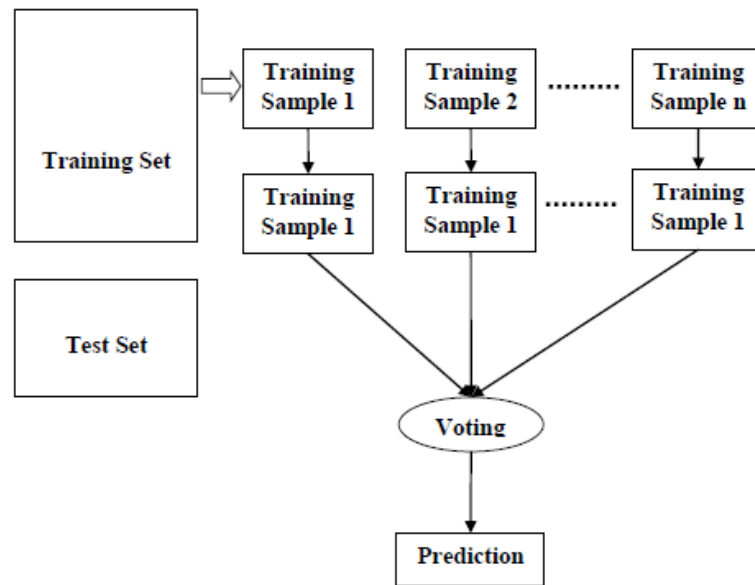 Training Set
Training
Sample 1
Training
Sample 2
.........
Training
Sample n
Training
Sample 1
Training
Sample 1
.........
Training
Sample 1
Test Set
Voting
Prediction